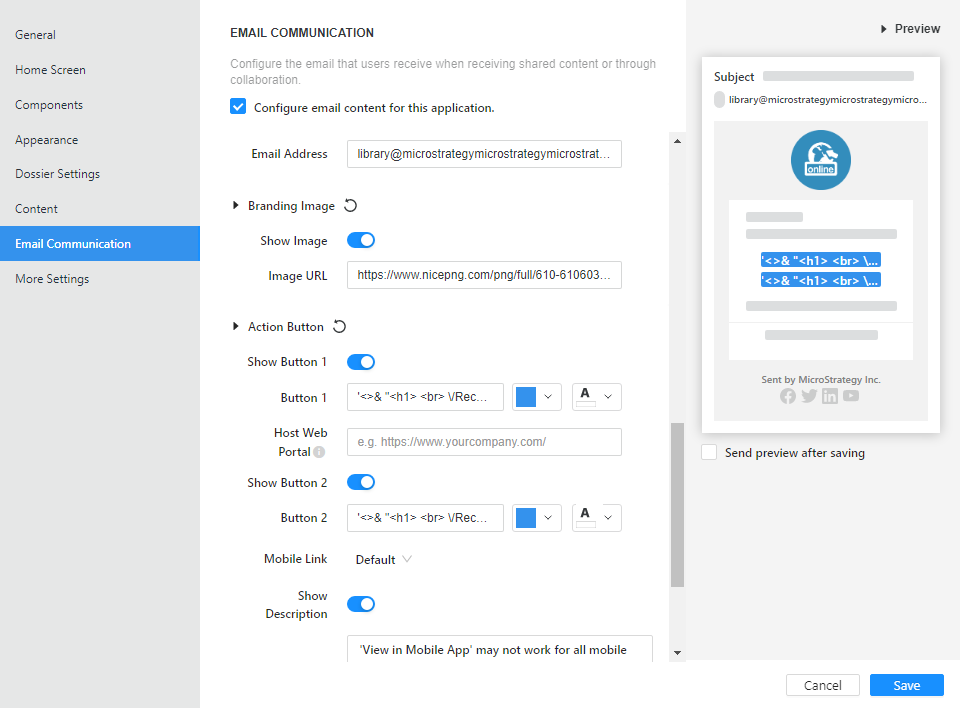 General
Home Screen
Components
Appearance
Dossier Settings
Content
Email Communication
More Settings
EMAIL COMMUNICATION
Configure the email that users receive when receiving shared content or through
collaboration.
Configure email content for this application.
Email Address
library@microstrategymicrostrategymicrostrat...
Branding Image
Show Image
Image URL
https://www.nicepng.com/png/full/610-610603...
Action Button
Show Button 1
Button 1
'<>& "<h1> <br> \/Rec...
A
Host Web
Portal
e.g. https://www.yourcompany.com/
Show Button 2
Button 2
'<>& "<h1> <br> \/Rec...
A
Mobile Link
Default
Show
Description
'View in Mobile App' may not work for all mobile
Preview
Subject
library@microstrategymicrostrategymicro...
online
'<>& "<h1> <br> \...
'<>& "<h1> <br> \...
Sent by MicroStrategy Inc.
Send preview after saving
Cancel
Save